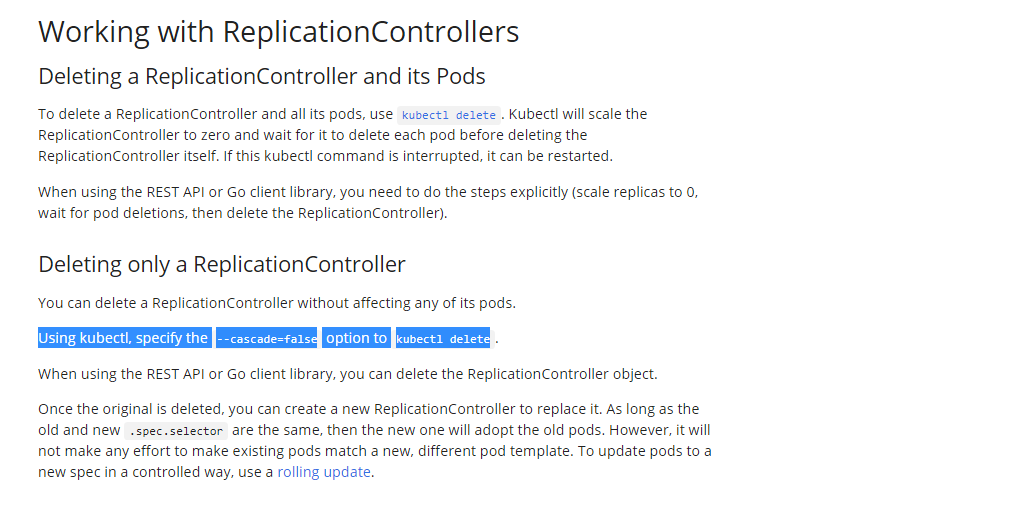 Working with ReplicationControllers
Deleting a ReplicationController and its Pods
To delete a ReplicationController and all its pods, use kubectl delete . Kubectl will scale the
ReplicationController to zero and wait for it to delete each pod before deleting the
ReplicationController itself. If this kubectl command is interrupted, it can be restarted.
When using the REST API or Go client library, you need to do the steps explicitly (scale replicas to 0,
wait for pod deletions, then delete the ReplicationController).
Deleting only a ReplicationController
You can delete a ReplicationController without affecting any of its pods.
Using kubectl, specify the --cascade=false option to kubectl delete .
When using the REST API or Go client library, you can delete the ReplicationController object.
Once the original is deleted, you can create a new ReplicationController to replace it. As long as the
old and new .spec.selector are the same, then the new one will adopt the old pods. However, it will
not make any effort to make existing pods match a new, different pod template. To update pods to a
new spec in a controlled way, use a rolling update.